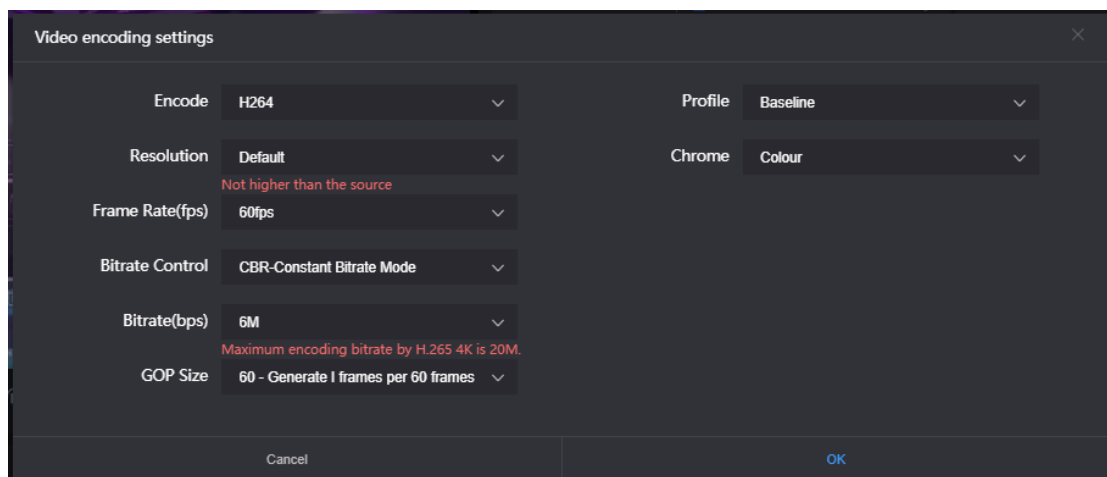 Video encoding settings
Encode H264
Profile Baseline
Resolution Default
Chrome Colour
Not higher than the source
Frame Rate(fps) 60fps
Bitrate Control CBR-Constant Bitrate Mode
Bitrate(bps) 6M
Maximum encoding bitrate by H.265 4K is 20M.
GOP Size 60 - Generate I frames per 60 frames
Cancel OK